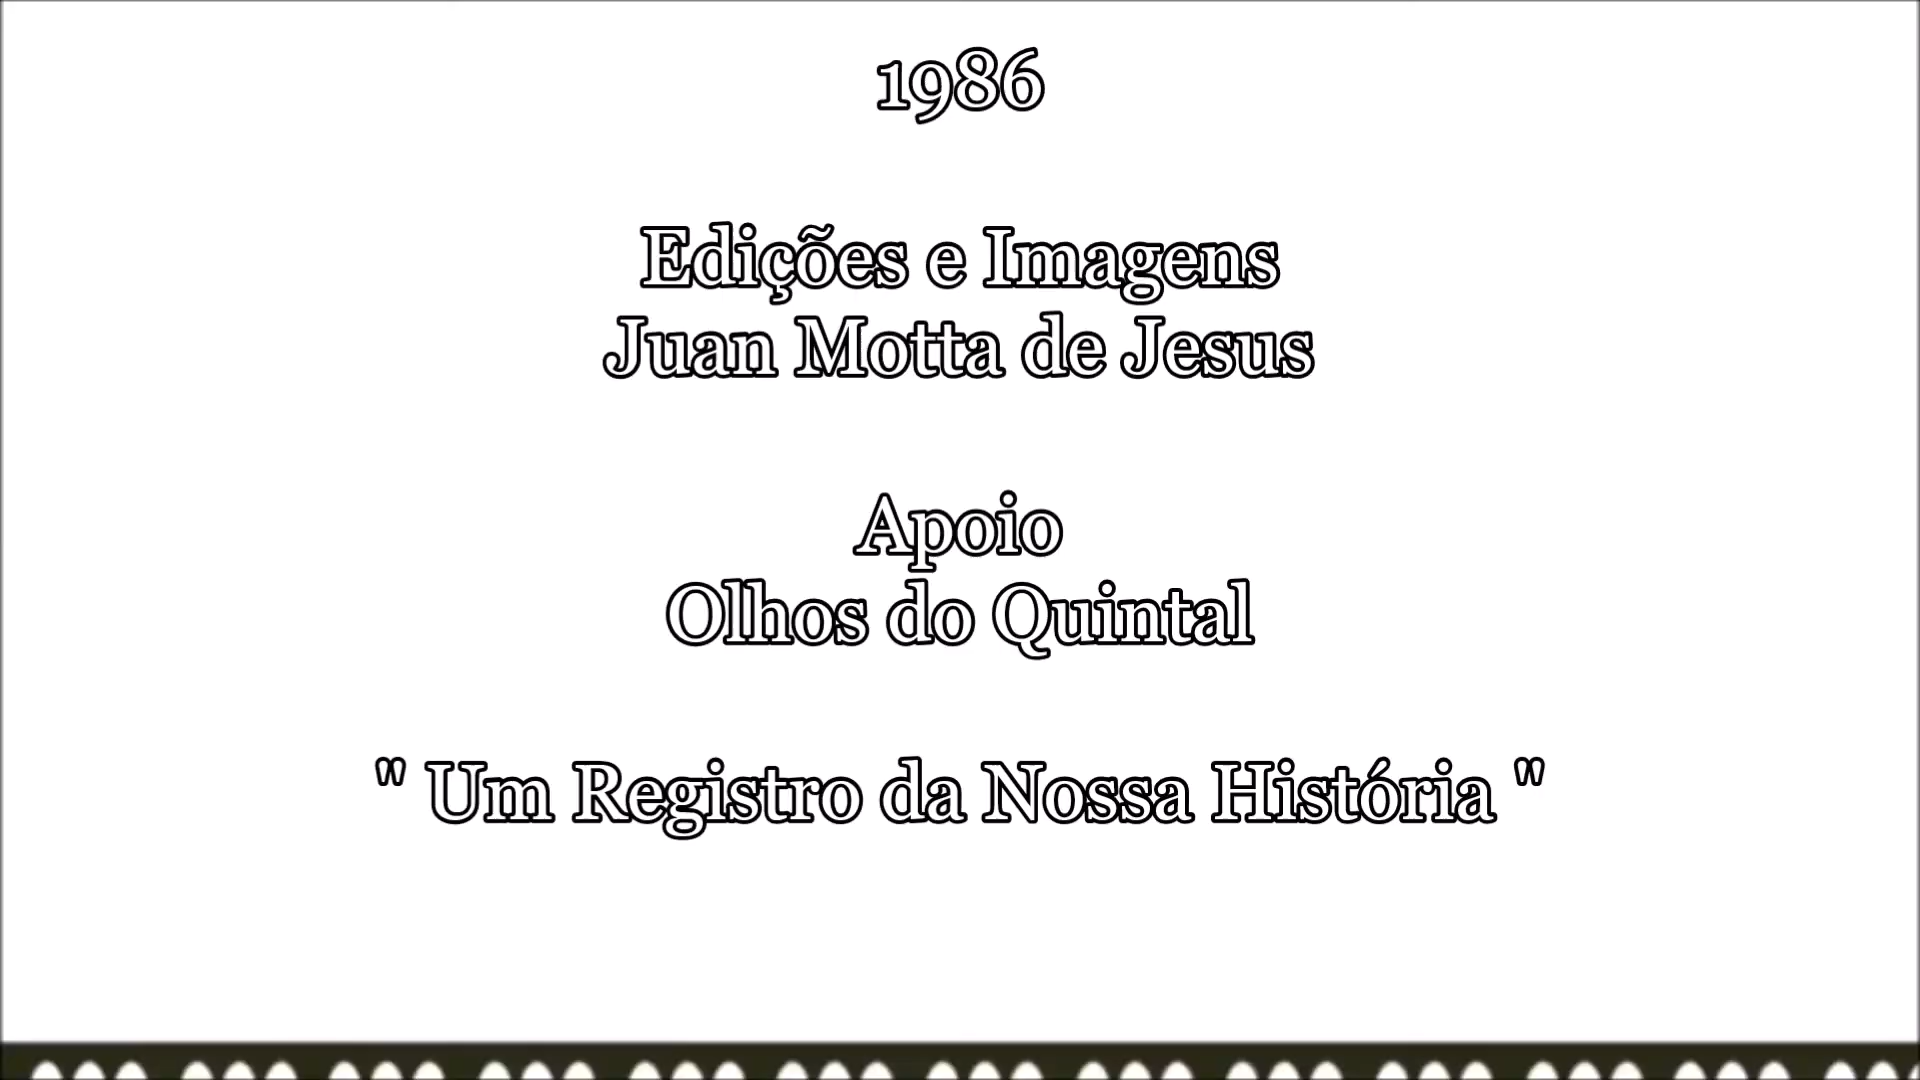 1986
Edições e Imagens
Juan Motta de Jesus
Apoio
Olhos do Quintal
" Um Registro da Nossa História "